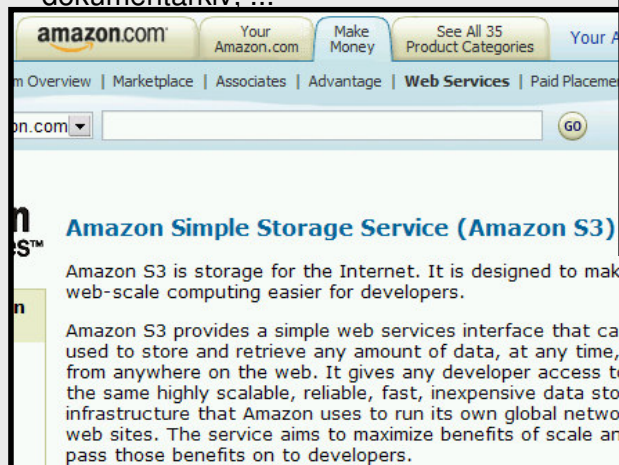 dokumentarkiv, ...
amazon.com
Your Amazon.com
Make Money
See All 35 Product Categories
Your A
m Overview | Marketplace | Associates | Advantage | Web Services | Paid Placemen
on.com
GO
n
es™
Amazon Simple Storage Service (Amazon S3)
Amazon S3 is storage for the Internet. It is designed to mak
web-scale computing easier for developers.
n
Amazon S3 provides a simple web services interface that ca
used to store and retrieve any amount of data, at any time,
from anywhere on the web. It gives any developer access to
the same highly scalable, reliable, fast, inexpensive data sto
infrastructure that Amazon uses to run its own global netwo
web sites. The service aims to maximize benefits of scale an
pass those benefits on to developers.